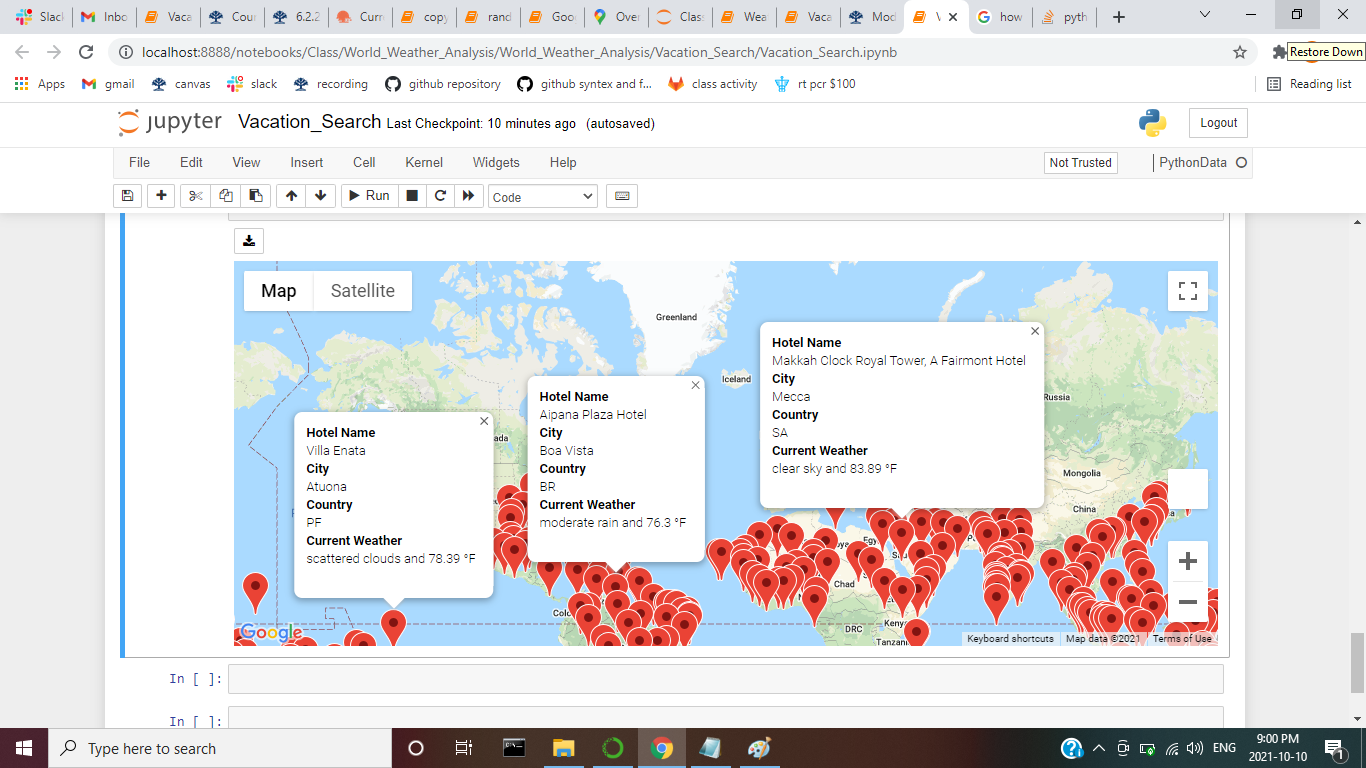 Slack
Inbo
Vaca
Cour
6.2.2
Curr
copy
rand
Goo
Ove
Clas
Wea
Vaca
Mod
V
how
pyth
localhost:8888/notebooks/Class/World_Weather_Analysis/World_Weather_Analysis/Vacation_Search/Vacation_Search.ipynb
Restore Down
Apps
gmail
canvas
slack
recording
github repository
github syntex and f...
class activity
rt pcr $100
Reading list
jupyter
Vacation_Search Last Checkpoint: 10 minutes ago (autosaved)
Logout
File Edit View Insert Cell Kernel Widgets Help
Not Trusted
PythonData
Run
Code
Map
Satellite
Greenland
Iceland
Russia
Mongolia
China
Chad
DRC
Hotel Name
Villa Enata
City
Atuona
Country
PF
Current Weather
scattered clouds and 78.39 °F
Hotel Name
Aipana Plaza Hotel
City
Boa Vista
Country
BR
Current Weather
moderate rain and 76.3 °F
Hotel Name
Makkah Clock Royal Tower, A Fairmont Hotel
City
Mecca
Country
SA
Current Weather
clear sky and 83.89 °F
Google
Keyboard shortcuts
Map data ©2021
Terms of Use
In [ ]:
In [ ]:
Type here to search
ENG
9:00 PM
2021-10-10
1